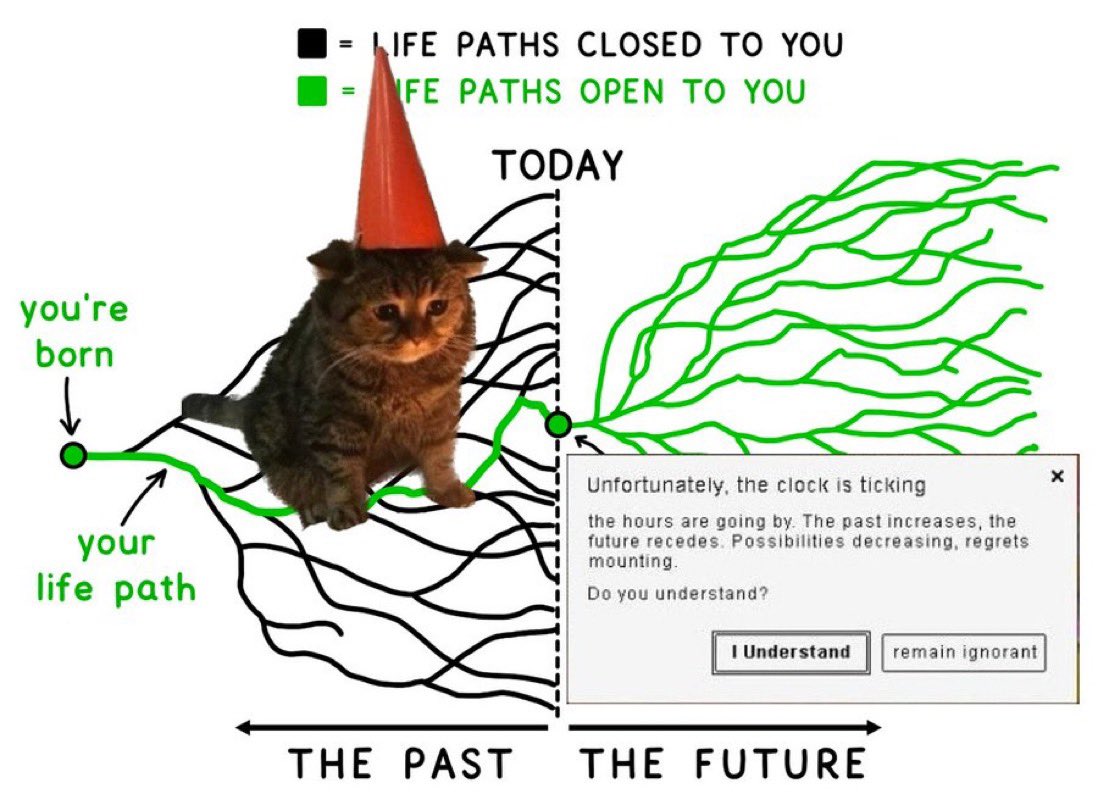 = LIFE PATHS CLOSED TO YOU
= FE PATHS OPEN TO YOU
TODAY
you're
born
your
life path
Unfortunately, the clock is ticking
×
the hours are going by. The past increases, the
future recedes. Possibilities decreasing, regrets
mounting.
Do you understand?
I Understand
remain ignorant
THE PAST
THE FUTURE